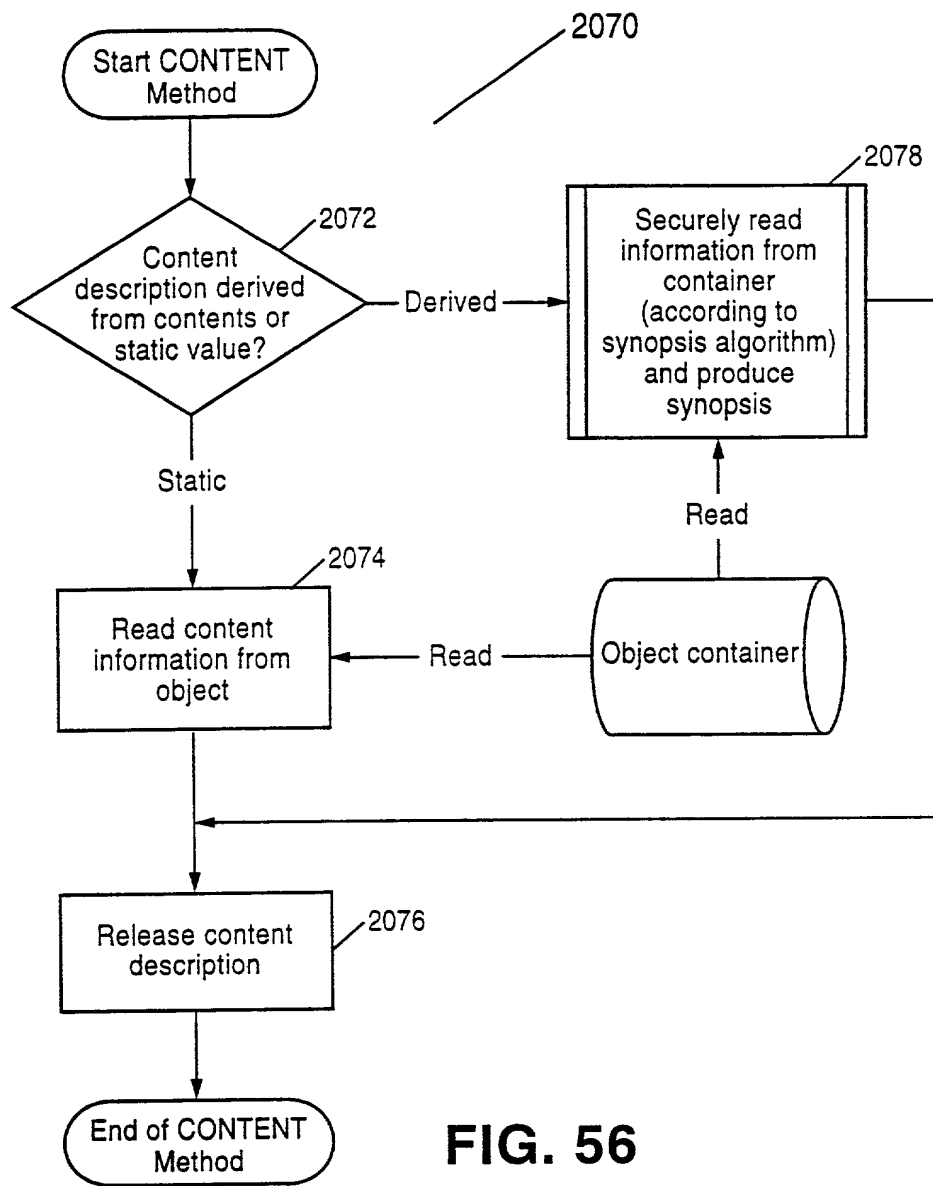 2070
Start CONTENT
Method
2078
2072
Content
description derived
from contents or
static value?
Derived
Securely read
information from
container
(according to
synopsis algorithm)
and produce
synopsis
Static
Read
2074
Read content
information from
object
Read
Object container
Release content
description
2076
End of CONTENT
Method
FIG. 56